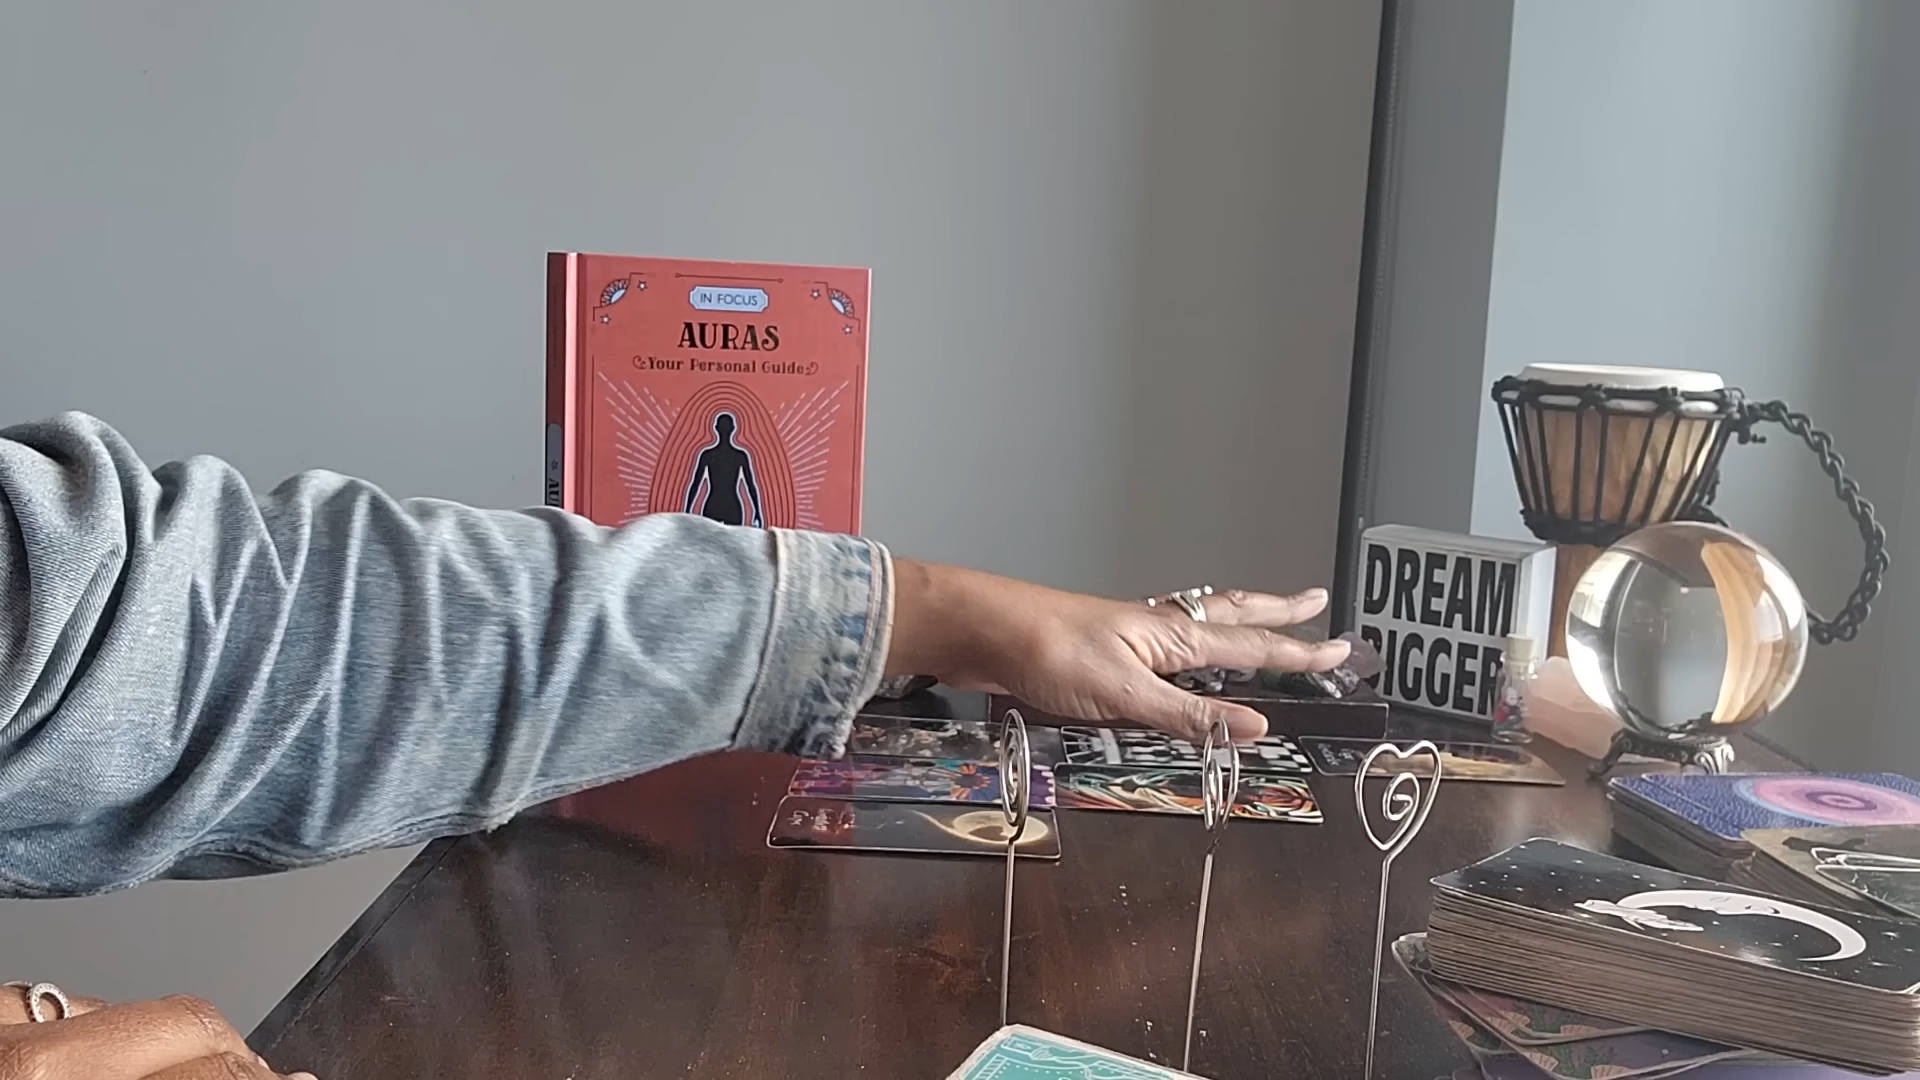 IN FOCUS
AURAS
Your Personal Guide
DREAM
BIGGER